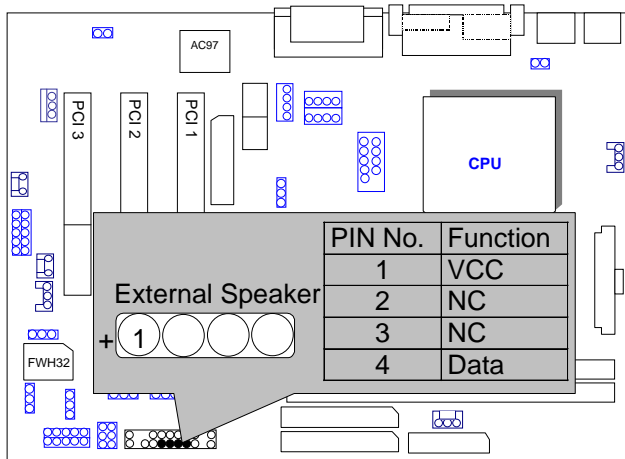 AC97
PCI 3
PCI 2
PCI 1
CPU
PIN No. Function
1 VCC
2 NC
3 NC
4 Data
External Speaker
+ 1
FWH32